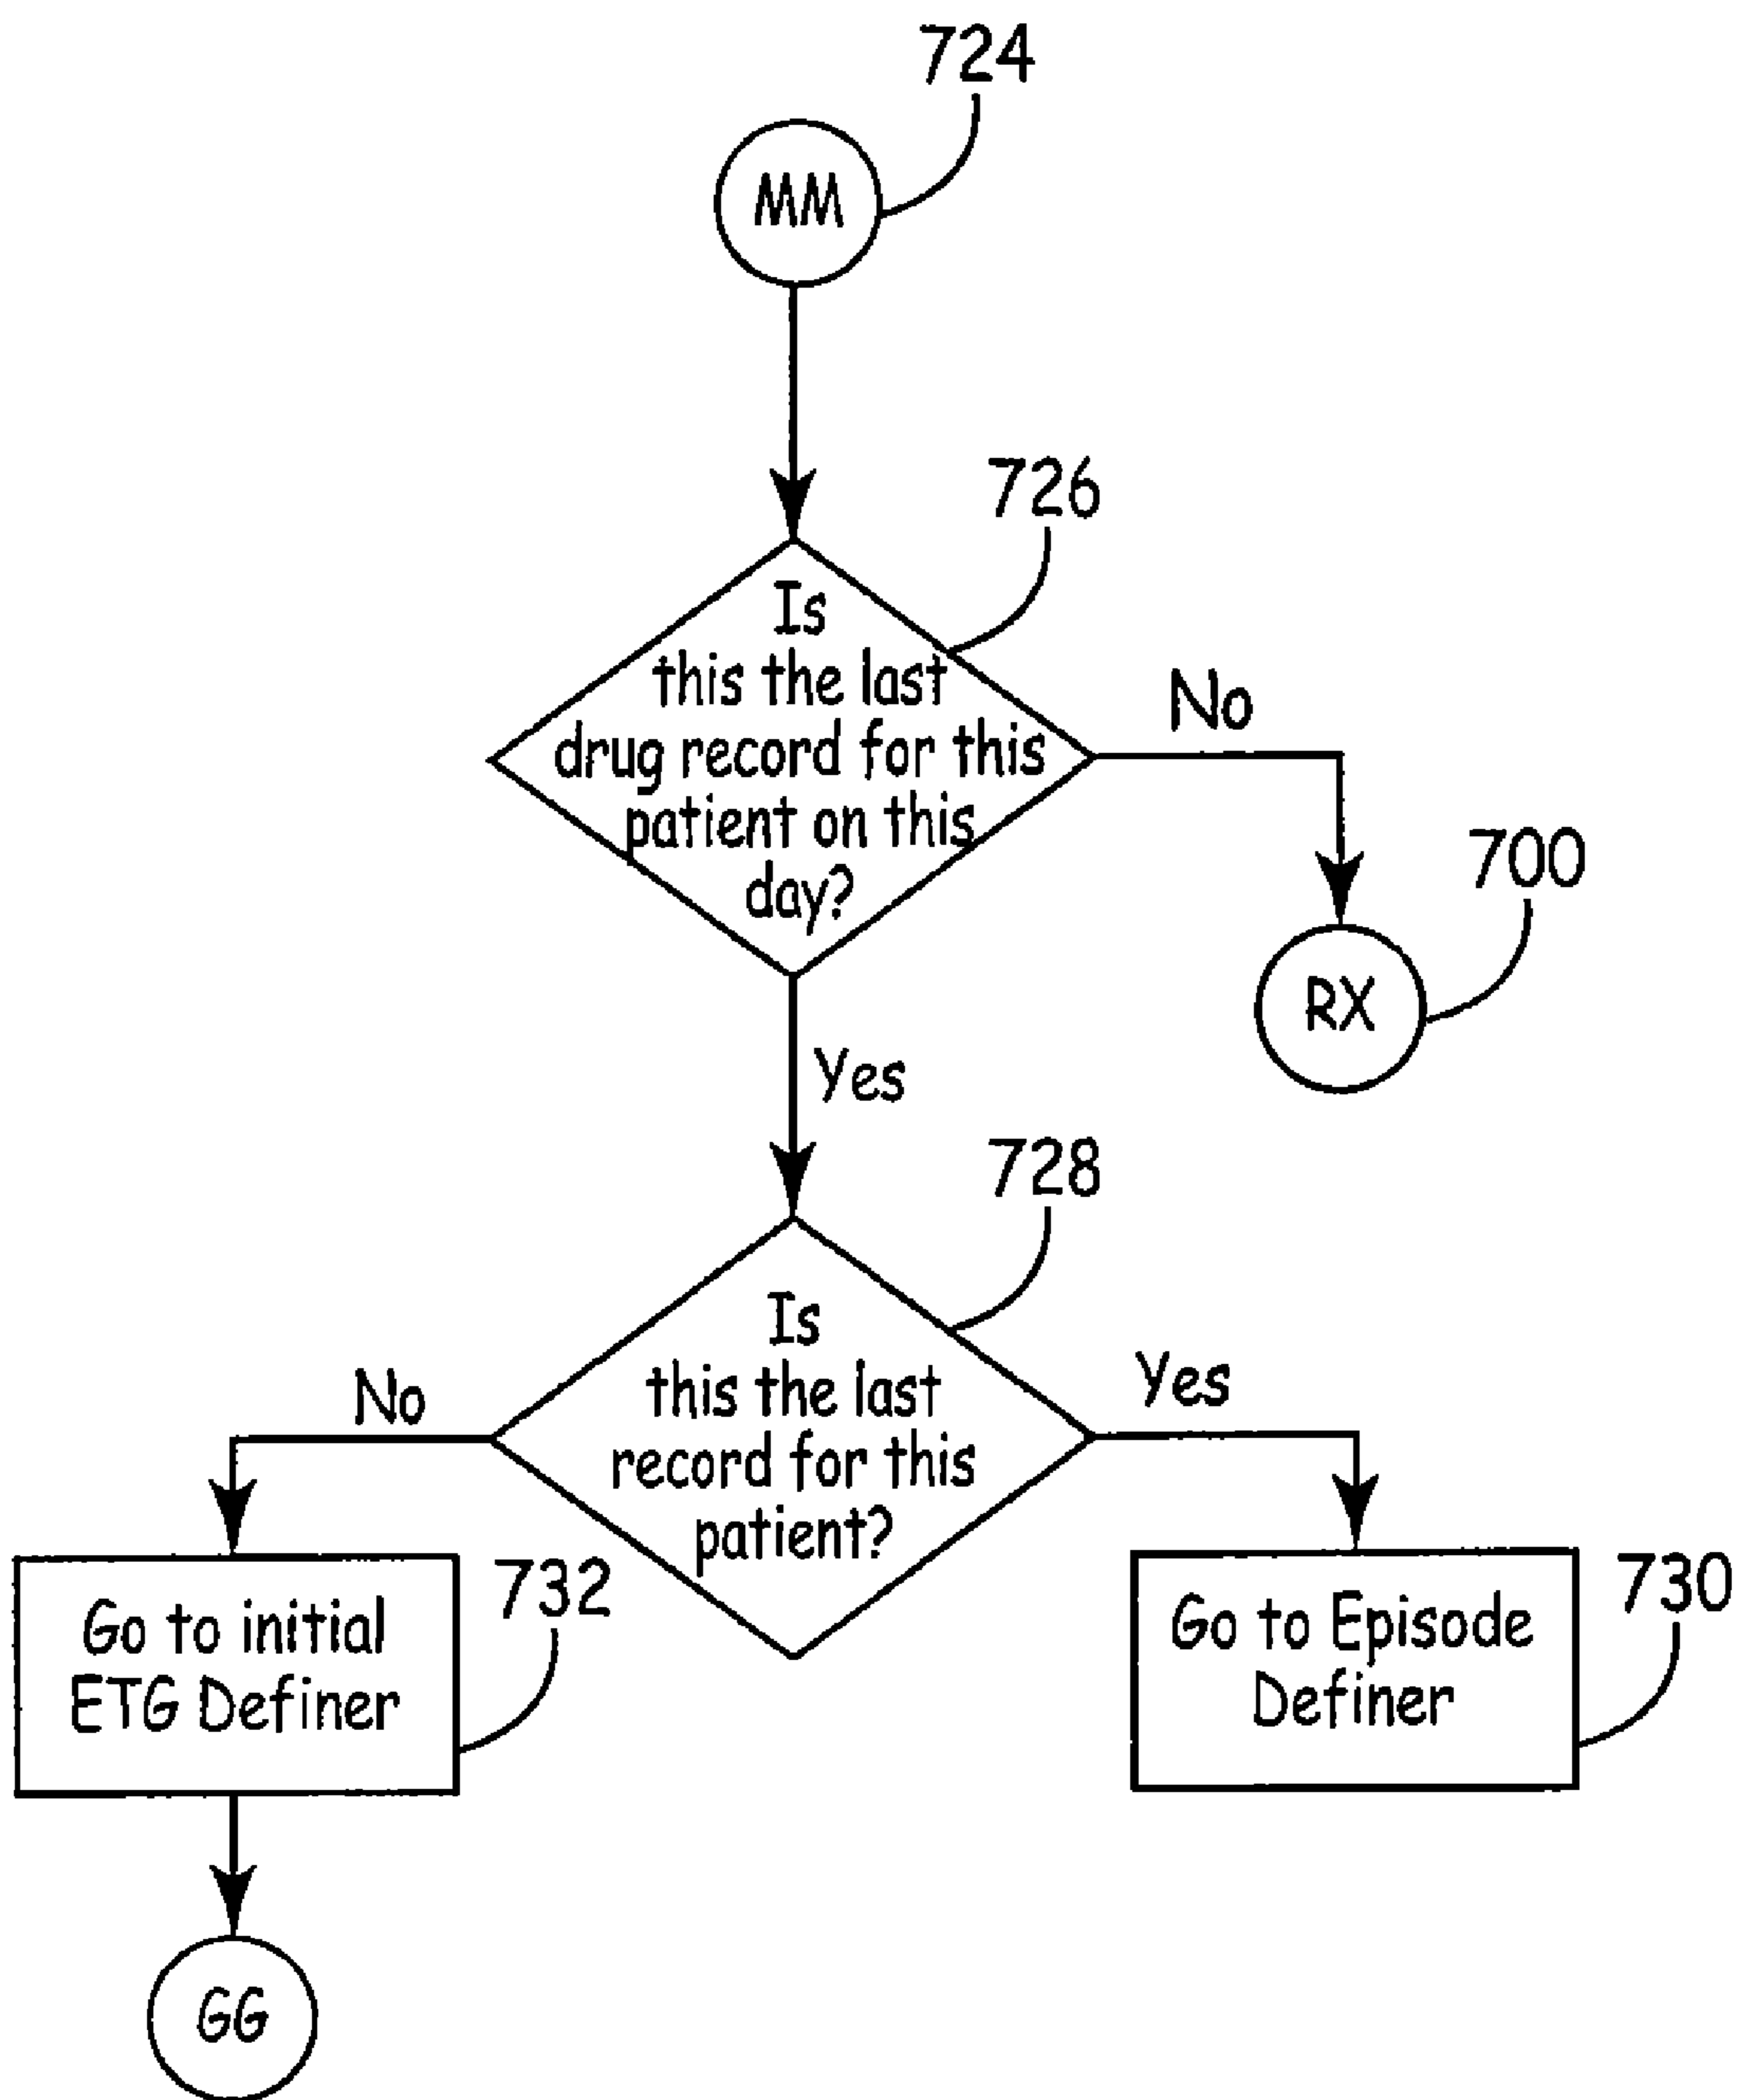 724
MM
726
Is
this the last
drug record for this
patient on this
day?
No
700
RX
Yes
728
Is
this the last
record for this
patient?
No
Yes
732
Go to initial
ETG Definer
730
Go to Episode
Definer
GG